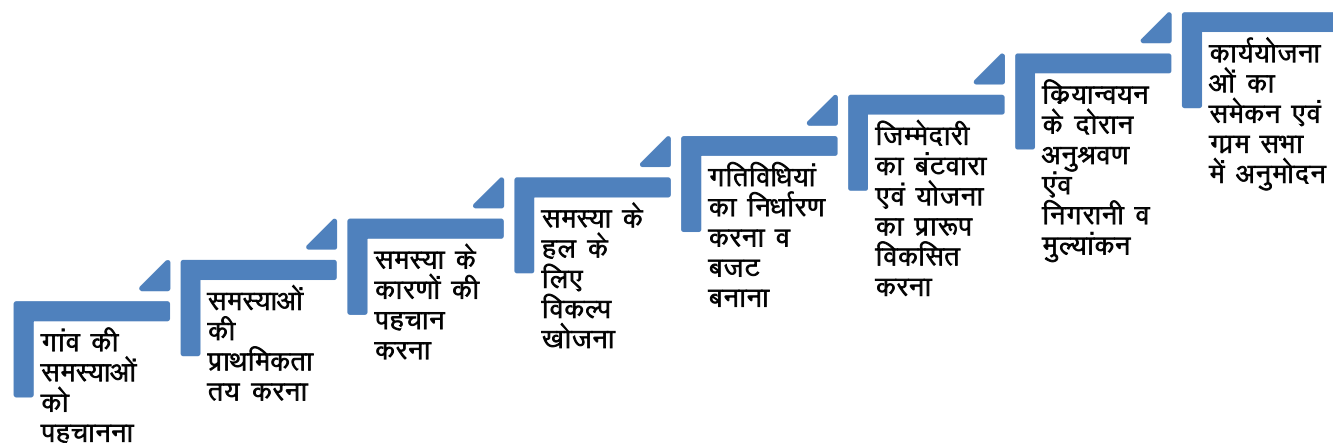 गांव की
समस्याओं
को
पहचानना
समस्याओं
की
प्राथमिकता
तय करना
समस्या के
कारणों की
पहचान
करना
समस्या के
हल के
लिए
विकल्प
खोजना
गतिविधियां
का निर्धारण
करना व
बजट
बनाना
जिम्मेदारी
का बंटवारा
एवं योजना
का प्रारूप
विकसित
करना
क्रियान्वयन
के दोरान
अनुश्रवण
एंव
निगरानी व
मुल्यांकन
कार्ययोजना
ओं का
समेकन एवं
गा्रम सभा
में अनुमोदन